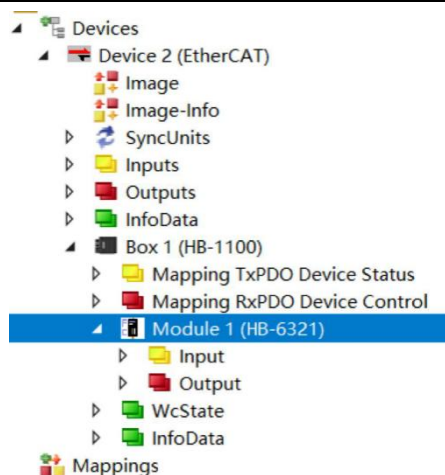 Devices
Device 2 (EtherCAT)
Image
Image-Info
SyncUnits
Inputs
Outputs
InfoData
Box 1 (HB-1100)
Mapping TxPDO Device Status
Mapping RxPDO Device Control
Module 1 (HB-6321)
Input
Output
WcState
InfoData
Mappings